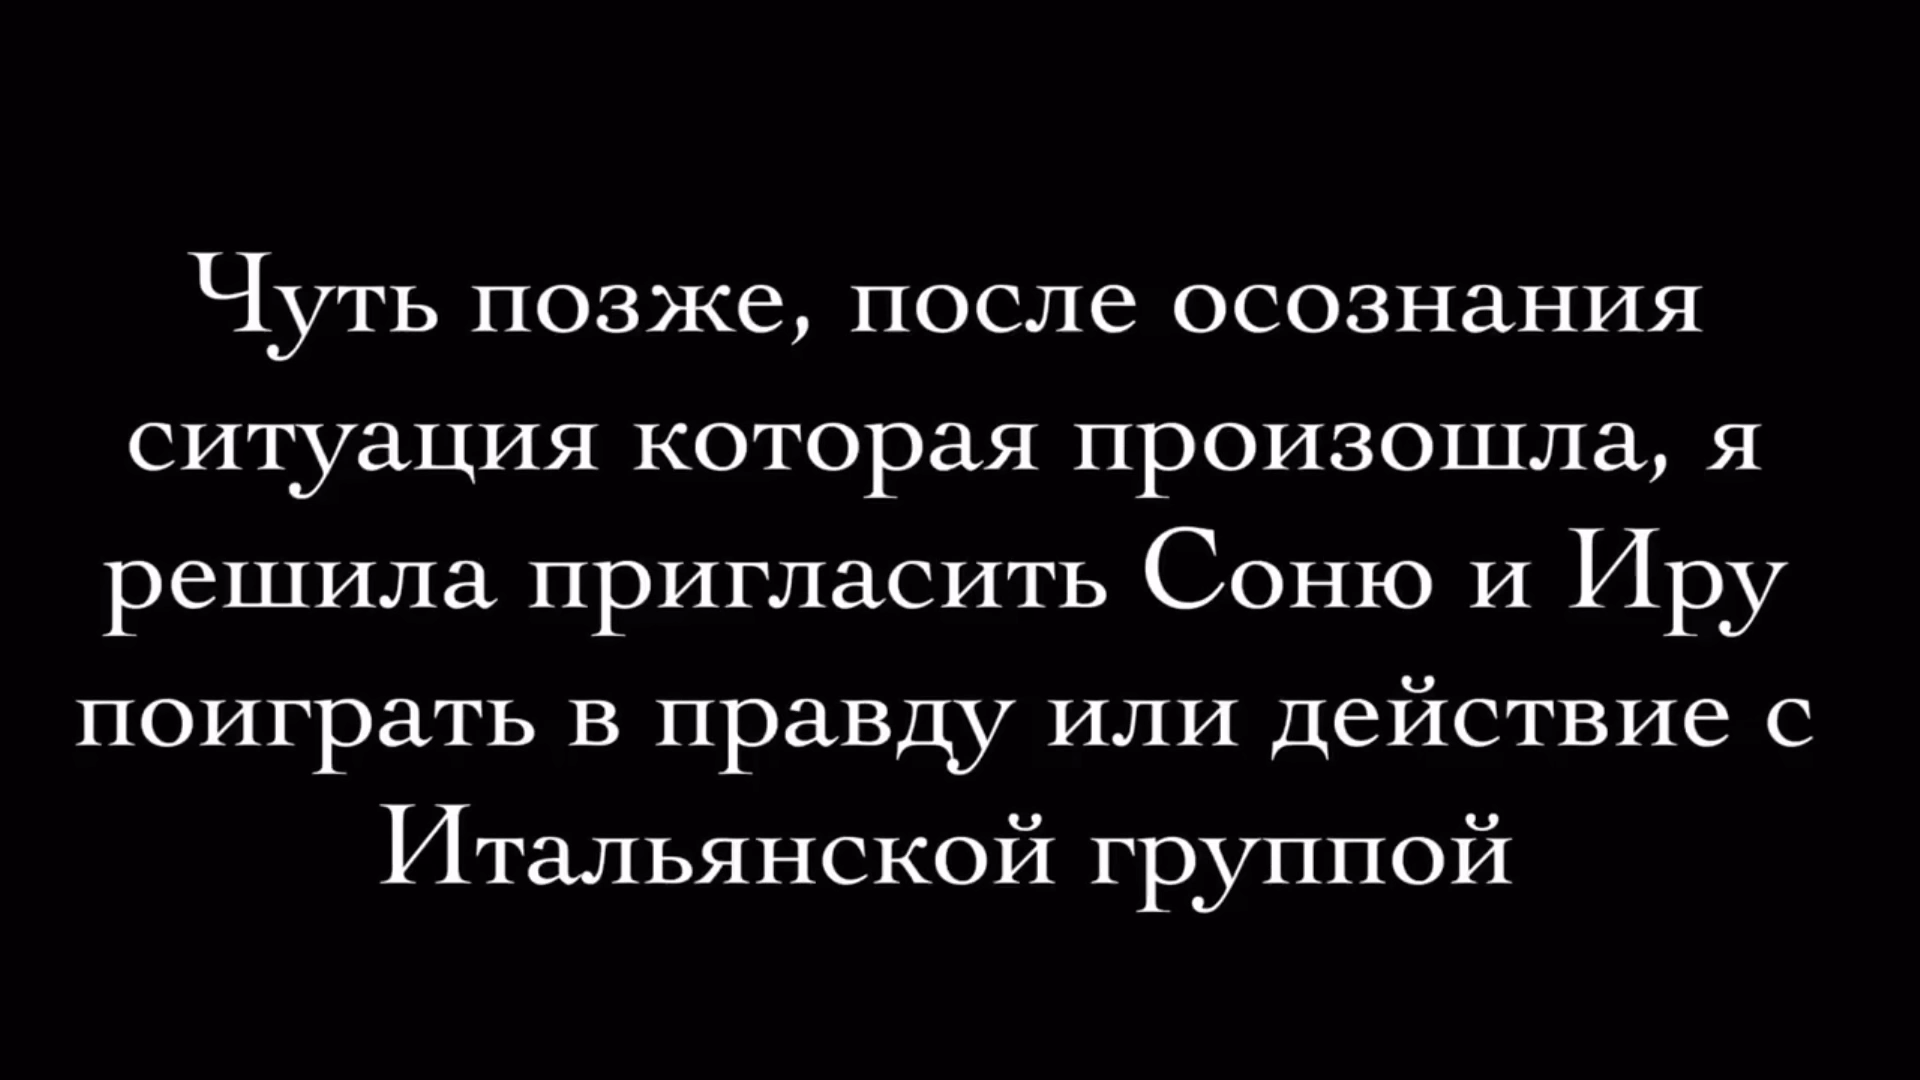 Чуть позже, после осознания
ситуация которая произошла, я
решила пригласить Соню и Иру
поиграть в правду или действие с
Итальянской группой